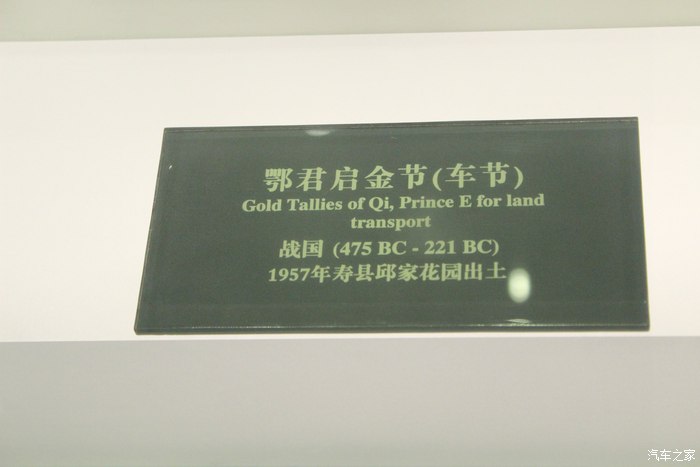 鄂君启金节(车节)
Gold Tallies of Qi, Prince E for land
transport
战国 (475 BC - 221 BC)
1957年寿县邱家花园出土
汽车之家